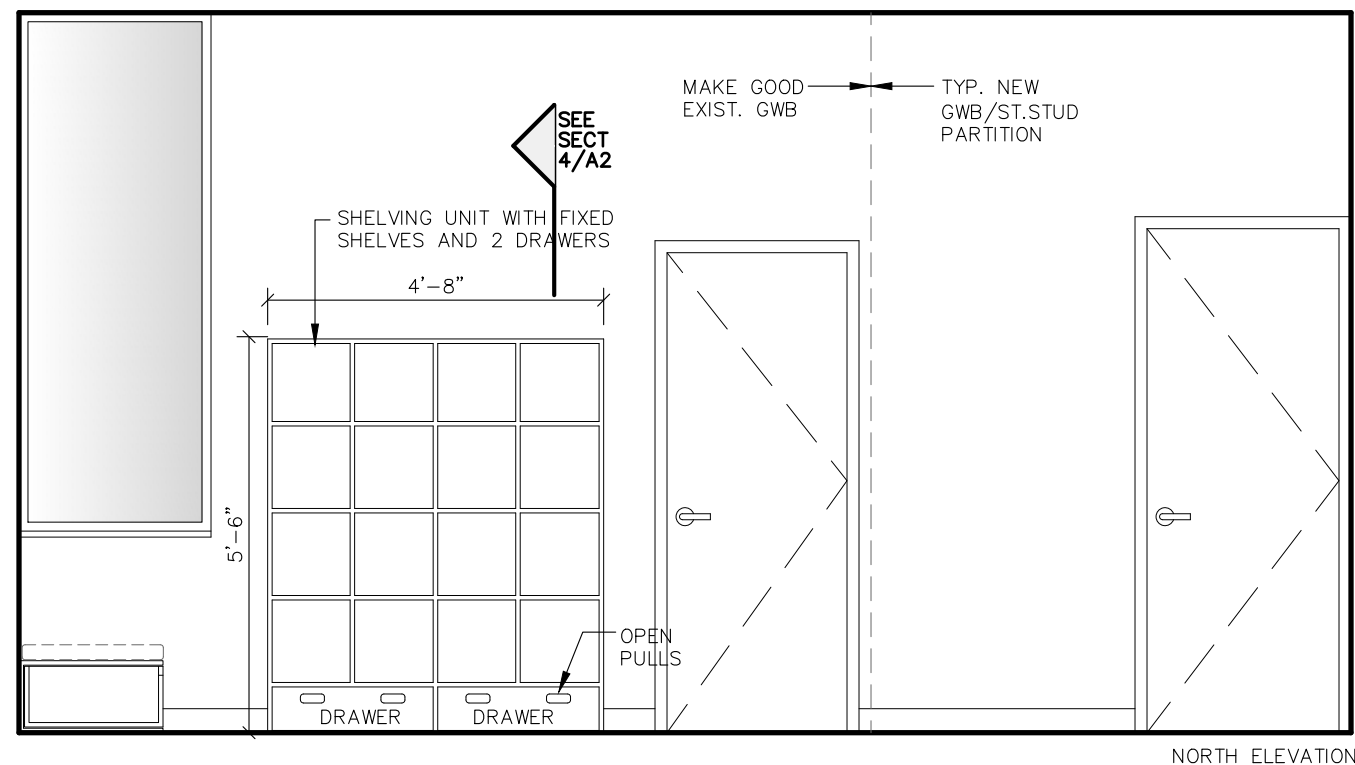 MAKE GOOD
EXIST. GWB
TYP. NEW
GWB/ST.STUD
PARTITION
SEE
SECT
4/A2
SHELVING UNIT WITH FIXED
SHELVES AND 2 DRAWERS
4'-8"
5'-6"
OPEN
PULLS
DRAWER
DRAWER
NORTH ELEVATION